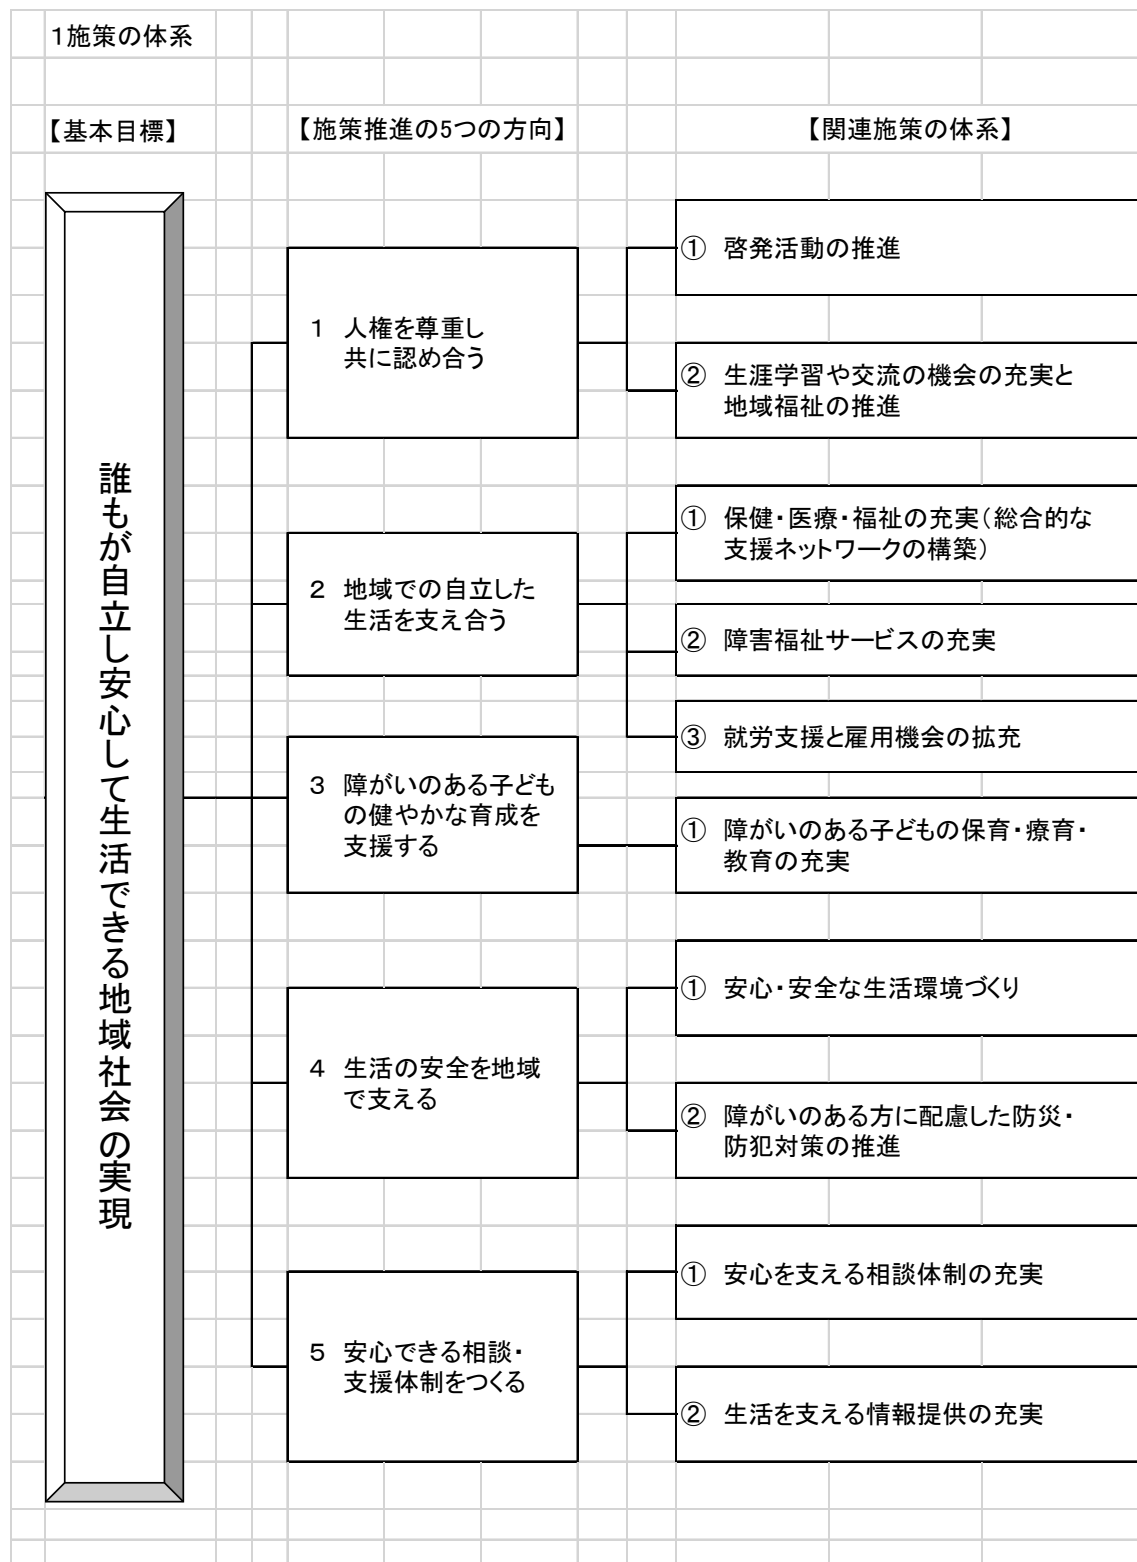 １施策の体系
【基本目標】
【施策推進の5つの方向】
【関連施策の体系】
誰もが自立し安心して生活できる地域社会の実現
１ 人権を尊重し
共に認め合う
① 啓発活動の推進
② 生涯学習や交流の機会の充実と
地域福祉の推進
２ 地域での自立した
生活を支え合う
① 保健・医療・福祉の充実（総合的な
支援ネットワークの構築）
② 障害福祉サービスの充実
③ 就労支援と雇用機会の拡充
３ 障がいのある子ども
の健やかな育成を
支援する
① 障がいのある子どもの保育・療育・
教育の充実
４ 生活の安全を地域
で支える
① 安心・安全な生活環境づくり
② 障がいのある方に配慮した防災・
防犯対策の推進
５ 安心できる相談・
支援体制をつくる
① 安心を支える相談体制の充実
② 生活を支える情報提供の充実